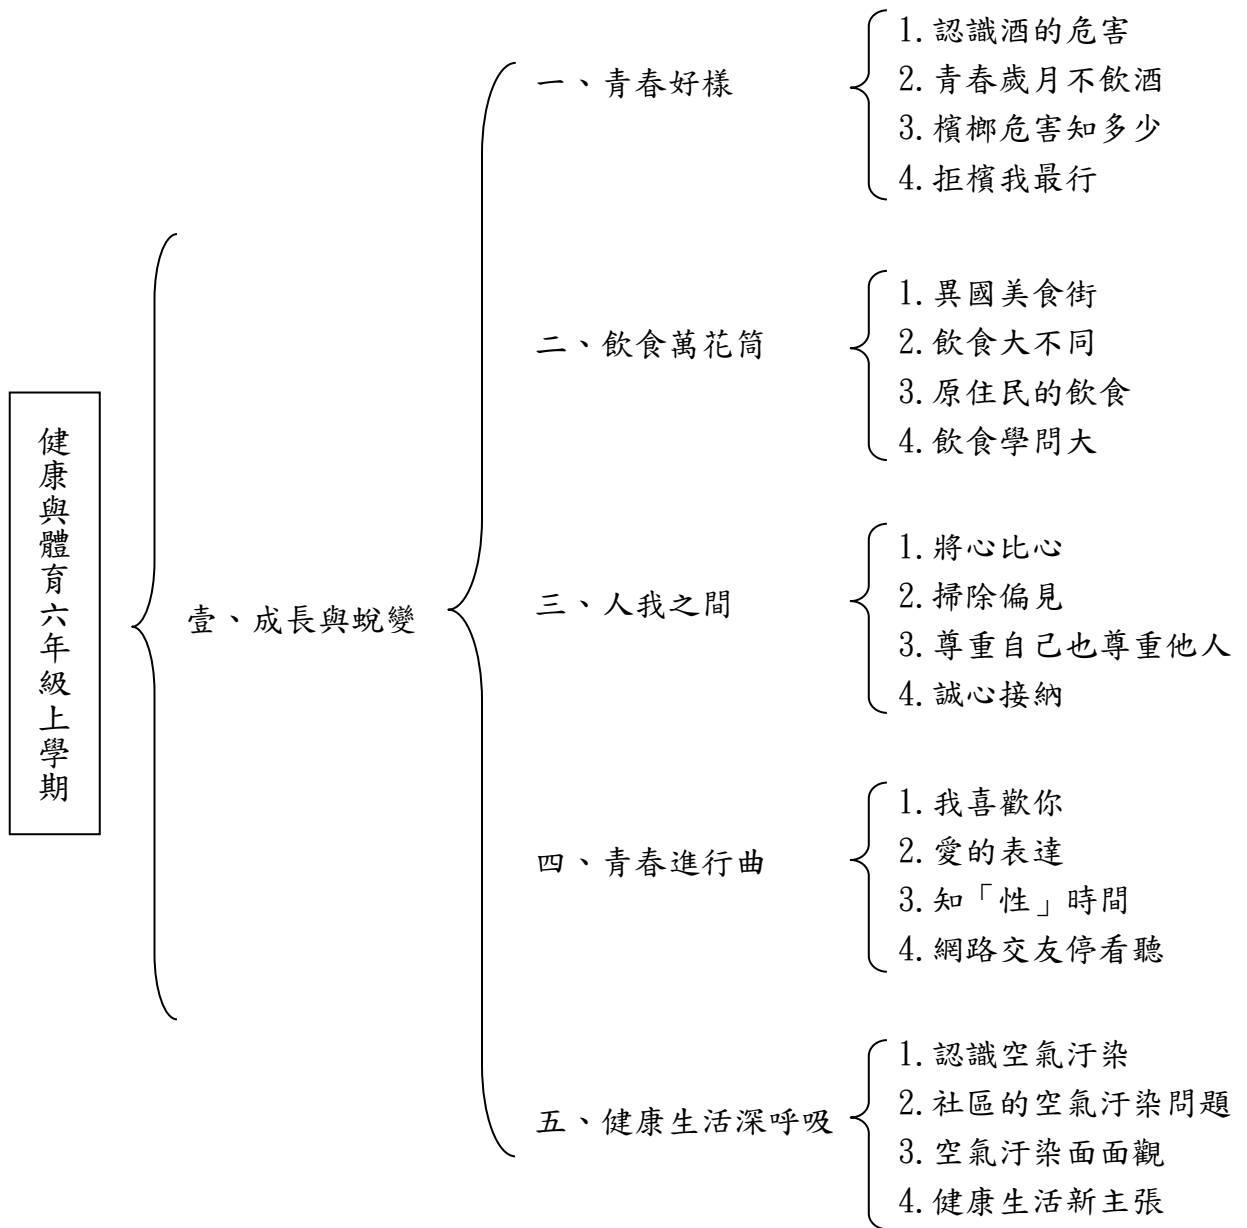 健康與體育六年級上學期
壹、成長與蛻變
一、青春好樣
1.認識酒的危害
2.青春歲月不飲酒
3.檳榔危害知多少
4.拒檳我最行
二、飲食萬花筒
1.異國美食街
2.飲食大不同
3.原住民的飲食
4.飲食學問大
三、人我之間
1.將心比心
2.掃除偏見
3.尊重自己也尊重他人
4.誠心接納
四、青春進行曲
1.我喜歡你
2.愛的表達
3.知「性」時間
4.網路交友停看聽
五、健康生活深呼吸
1.認識空氣汙染
2.社區的空氣汙染問題
3.空氣汙染面面觀
4.健康生活新主張